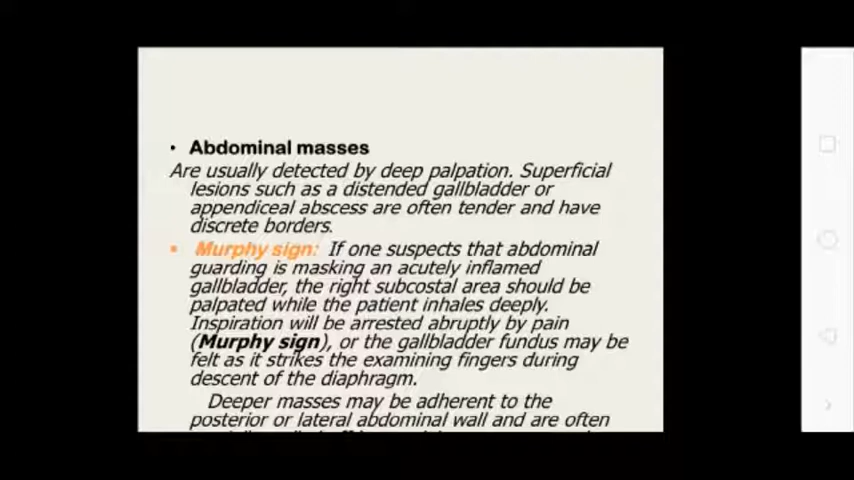 • Abdominal masses
Are usually detected by deep palpation. Superficial
lesions such as a distended gallbladder or
appendiceal abscess are often tender and have
discrete borders.
• Murphy sign: If one suspects that abdominal
guarding is masking an acutely inflamed
gallbladder, the right subcostal area should be
palpated while the patient inhales deeply.
Inspiration will be arrested abruptly by pain
(Murphy sign), or the gallbladder fundus may be
felt as it strikes the examining fingers during
descent of the diaphragm.
Deeper masses may be adherent to the
posterior or lateral abdominal wall and are often